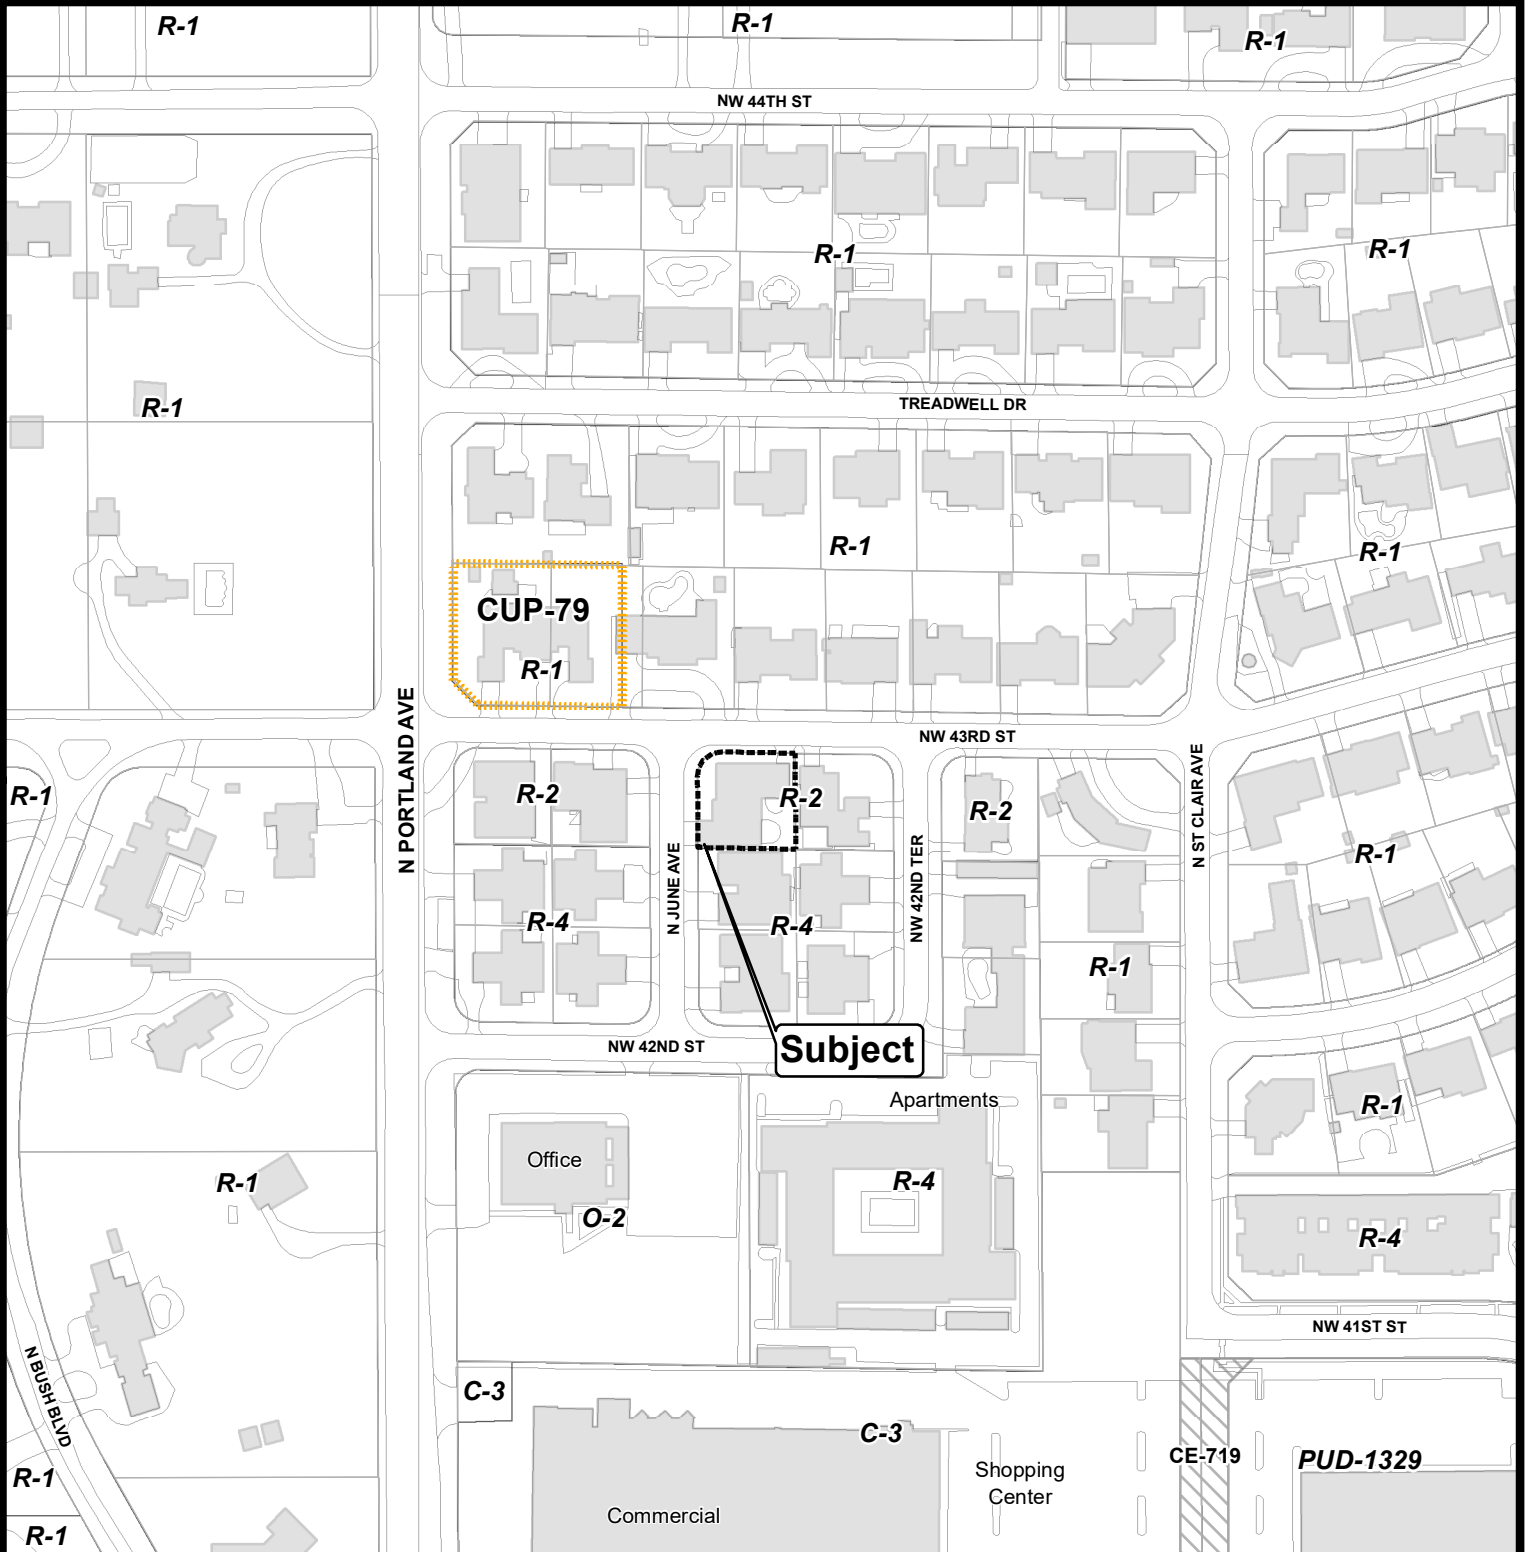 R-1
R-1
R-1
NW 44TH ST
R-1
R-1
TREADWELL DR
R-1
R-1
R-1
CUP-79
R-1
N PORTLAND AVE
NW 43RD ST
N ST CLAIR AVE
R-1
R-2
R-2
R-2
N JUNE AVE
NW 42ND TER
R-1
R-4
R-4
R-1
NW 42ND ST
Subject
Apartments
R-1
Office
R-1
R-4
O-2
R-4
NW 41ST ST
N BUSH BLVD
C-3
C-3
CE-719
PUD-1329
Shopping
Center
R-1
Commercial
R-1